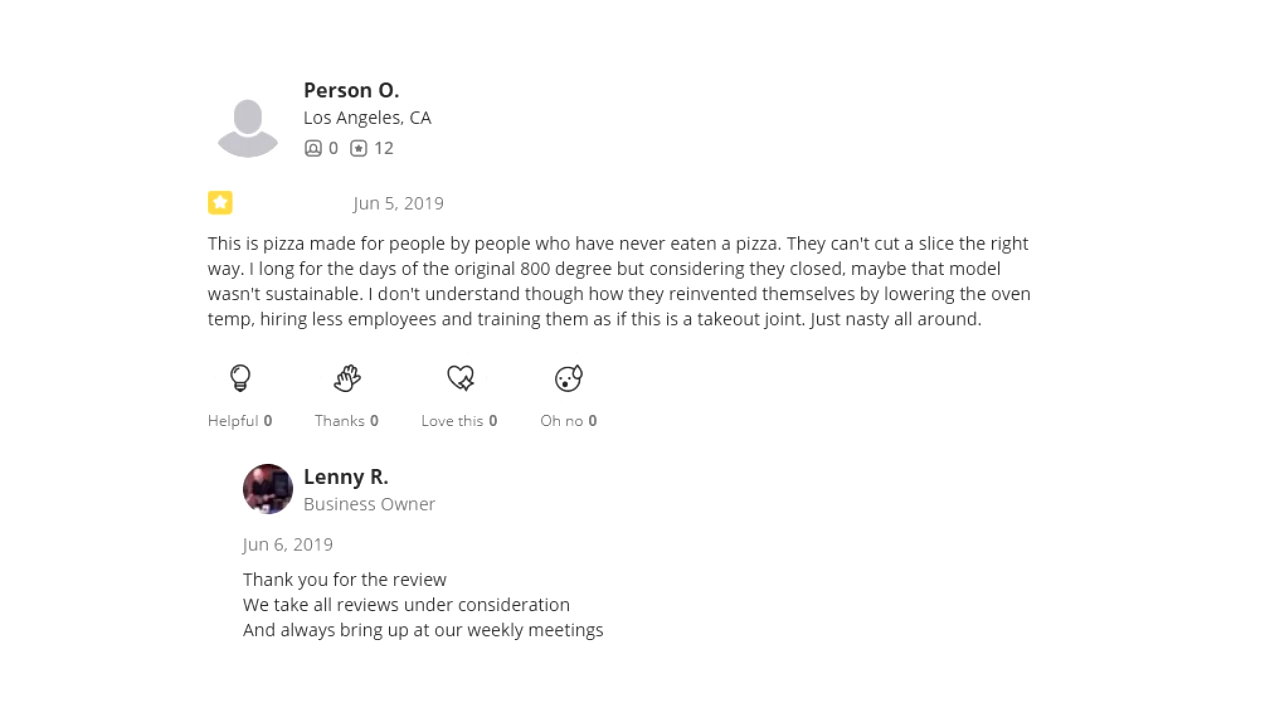 Person O.
Los Angeles, CA
0 12
Jun 5, 2019
This is pizza made for people by people who have never eaten a pizza. They can't cut a slice the right
way. I long for the days of the original 800 degree but considering they closed, maybe that model
wasn't sustainable. I don't understand though how they reinvented themselves by lowering the oven
temp, hiring less employees and training them as if this is a takeout joint. Just nasty all around.
Helpful 0 Thanks 0 Love this 0 Oh no 0
Lenny R.
Business Owner
Jun 6, 2019
Thank you for the review
We take all reviews under consideration
And always bring up at our weekly meetings